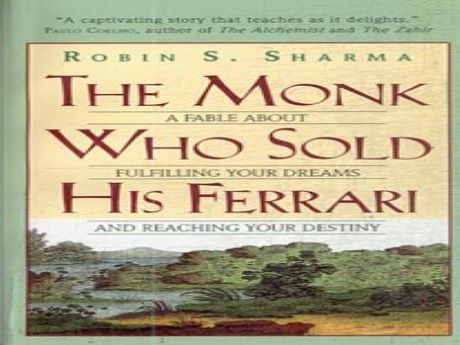 "A captivating story that teaches as it delights."
PAULO COELHO, author of The Alchemist and The Zahir
ROBIN S. SHARMA
THE MONK
A FABLE ABOUT
WHO SOLD
FULFILLING YOUR DREAMS
HIS FERRARI
AND REACHING YOUR DESTINY